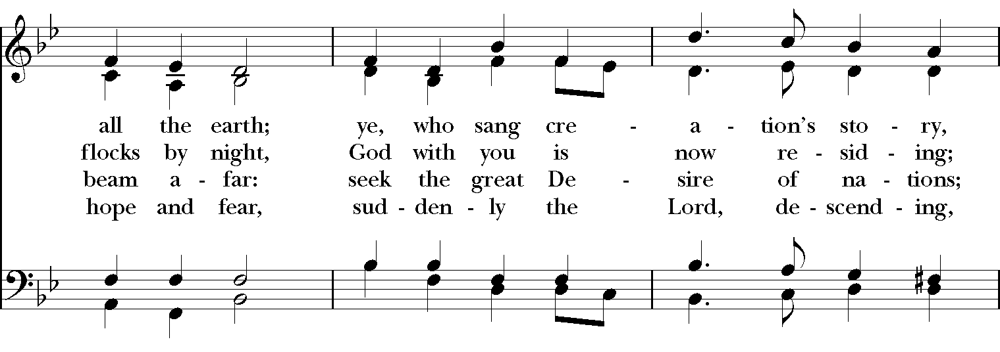 all the earth; ye, who sang cre - a - tion’s sto - ry,
flocks by night, God with you is now re - sid - ing;
beam a - far: seek the great De - sire of na - tions;
hope and fear, sud - den - ly the Lord, de - scend - ing,